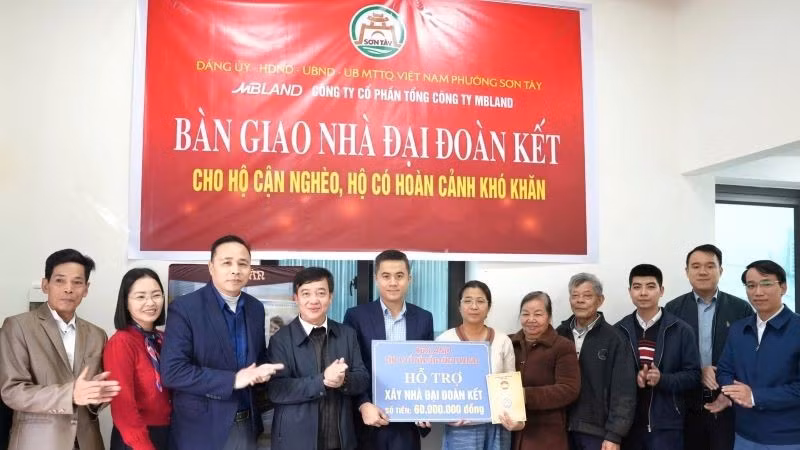 SƠN TÂY
ĐẢNG ỦY - HĐND - UBND - UB MTTQ VIỆT NAM PHƯỜNG SƠN TÂY
MBLAND CÔNG TY CỔ PHẦN TỔNG CÔNG TY MBLAND
BÀN GIAO NHÀ ĐẠI ĐOÀN KẾT
CHO HỘ CẬN NGHÈO, HỘ CÓ HOÀN CẢNH KHÓ KHĂN
HỖ TRỢ
XÂY NHÀ ĐẠI ĐOÀN KẾT
SỐ TIỀN: 60.000.000 đồng